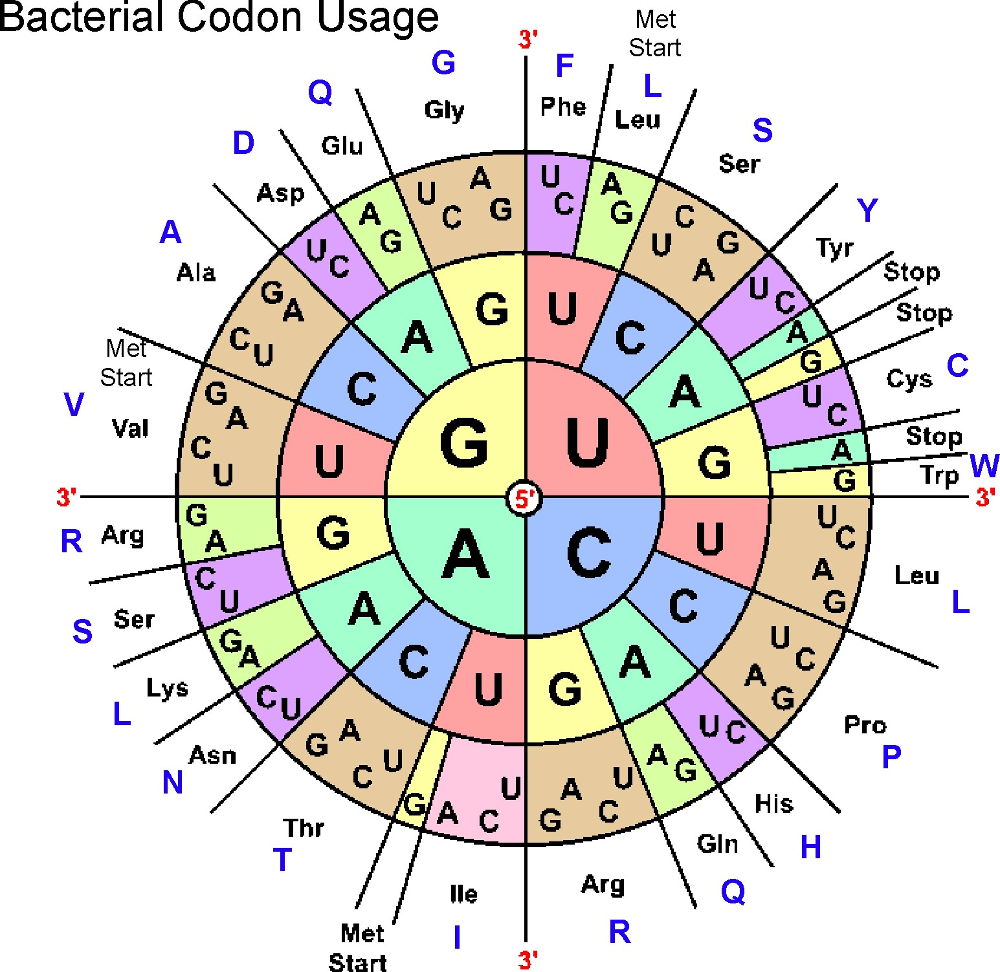 Bacterial Codon Usage
3'
Met
Start
G
F
L
Q
Gly
Phe
Leu
S
D
Glu
Ser
Asp
Y
A
Tyr
Ala
Stop
Stop
Met
Start
C
Cys
V
Val
Stop
W
Trp
3'
5'
3'
R
Arg
S
Ser
L
Lys
N
Asn
T
Thr
Met
Start
Ile
I
3'
Arg
R
Gln
Q
His
H
Pro
P
Leu
L
G U
A C
G U
C C
A A
U G
G U
A C
A A
C C
U G
U C A G
U C
A G
U C G A
U C
A
G
U C
A
G
U C A G
U C A G
U C
A G
U C A G
U C A
G
U C A G
C U
G A
C U
G A
G A C U
G A C U
U C
A G